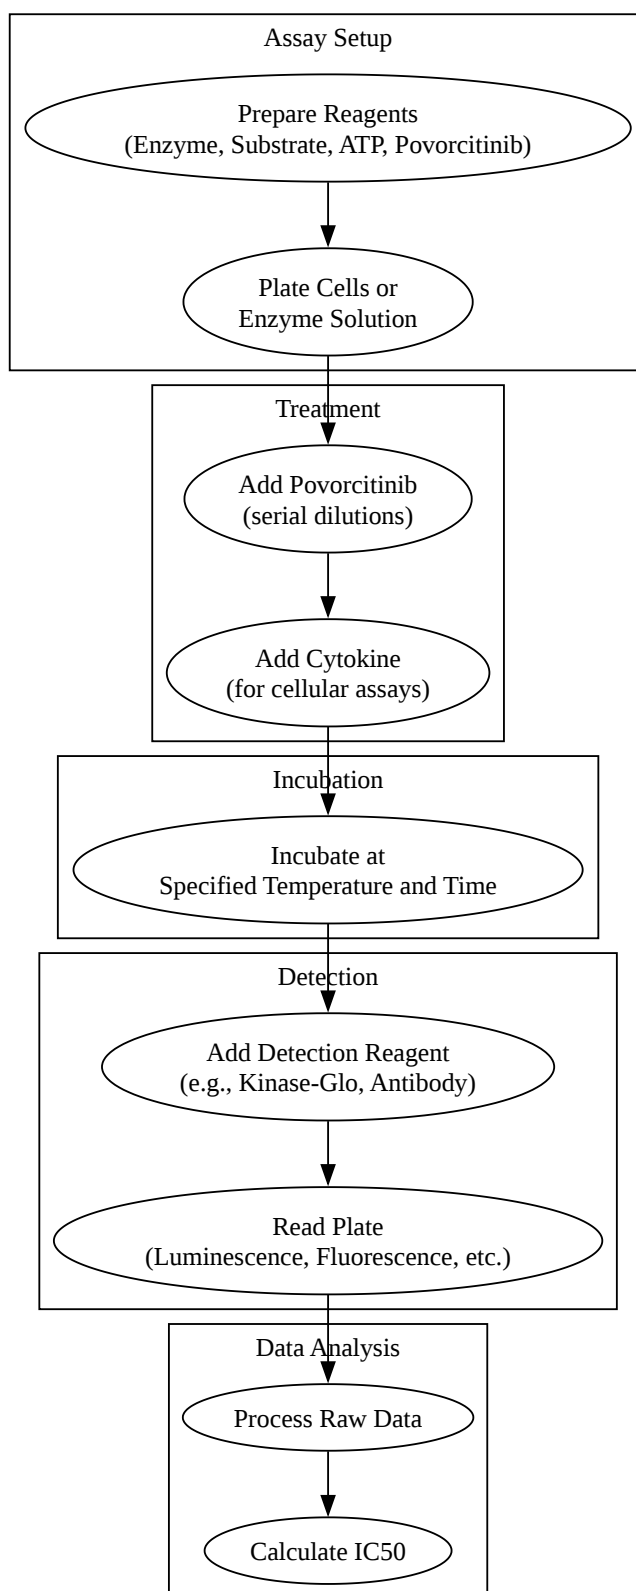 Assay Setup
Prepare Reagents
(Enzyme, Substrate, ATP, Povorcitinib)
Plate Cells or
Enzyme Solution
Treatment
Add Povorcitinib
(serial dilutions)
Add Cytokine
(for cellular assays)
Incubation
Incubate at
Specified Temperature and Time
Detection
Add Detection Reagent
(e.g., Kinase-Glo, Antibody)
Read Plate
(Luminescence, Fluorescence, etc.)
Data Analysis
Process Raw Data
Calculate IC50